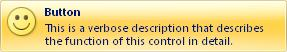 Button
This is a verbose description that describes
the function of this control in detail.